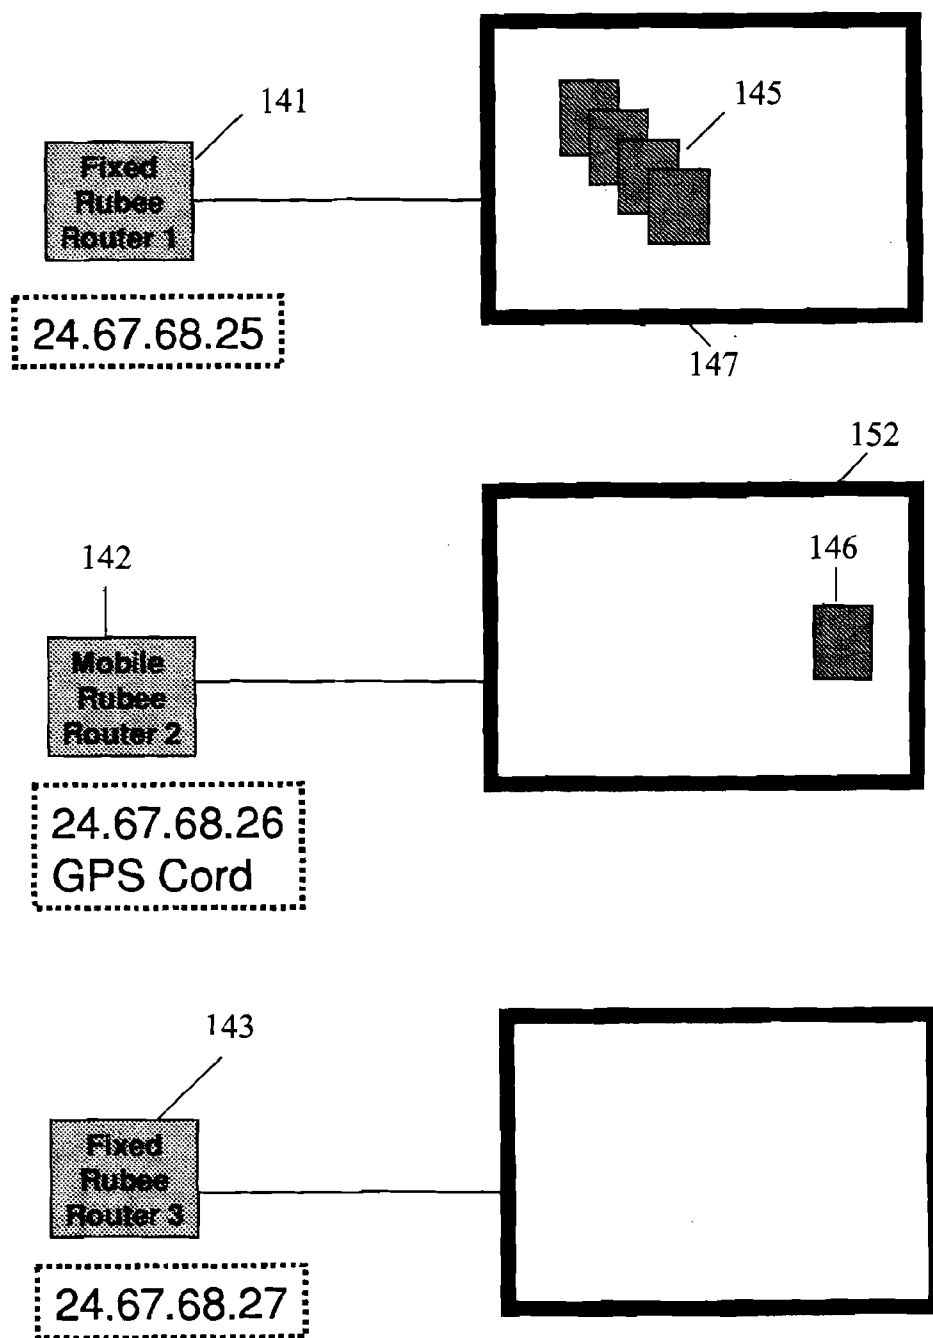 141
145
Fixed
Rubee
Router 1
24.67.68.25
147
152
142
146
Mobile
Rubee
Router 2
24.67.68.26
GPS Cord
143
Fixed
Rubee
Router 3
24.67.68.27